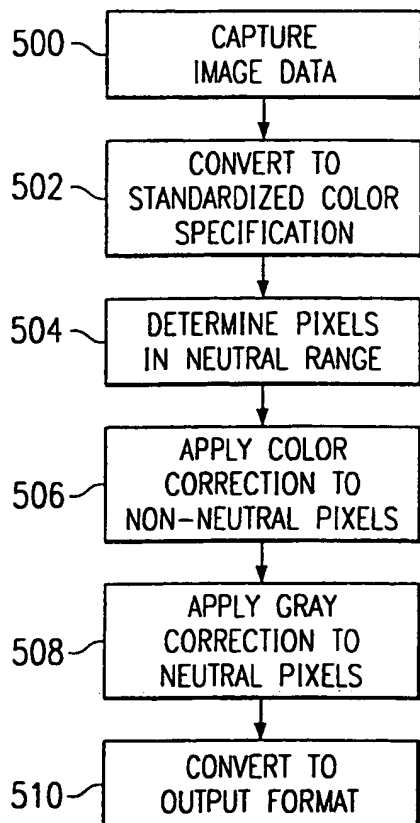 500
CAPTURE
IMAGE DATA
502
CONVERT TO
STANDARDIZED COLOR
SPECIFICATION
504
DETERMINE PIXELS
IN NEUTRAL RANGE
506
APPLY COLOR
CORRECTION TO
NON-NEUTRAL PIXELS
508
APPLY GRAY
CORRECTION TO
NEUTRAL PIXELS
510
CONVERT TO
OUTPUT FORMAT